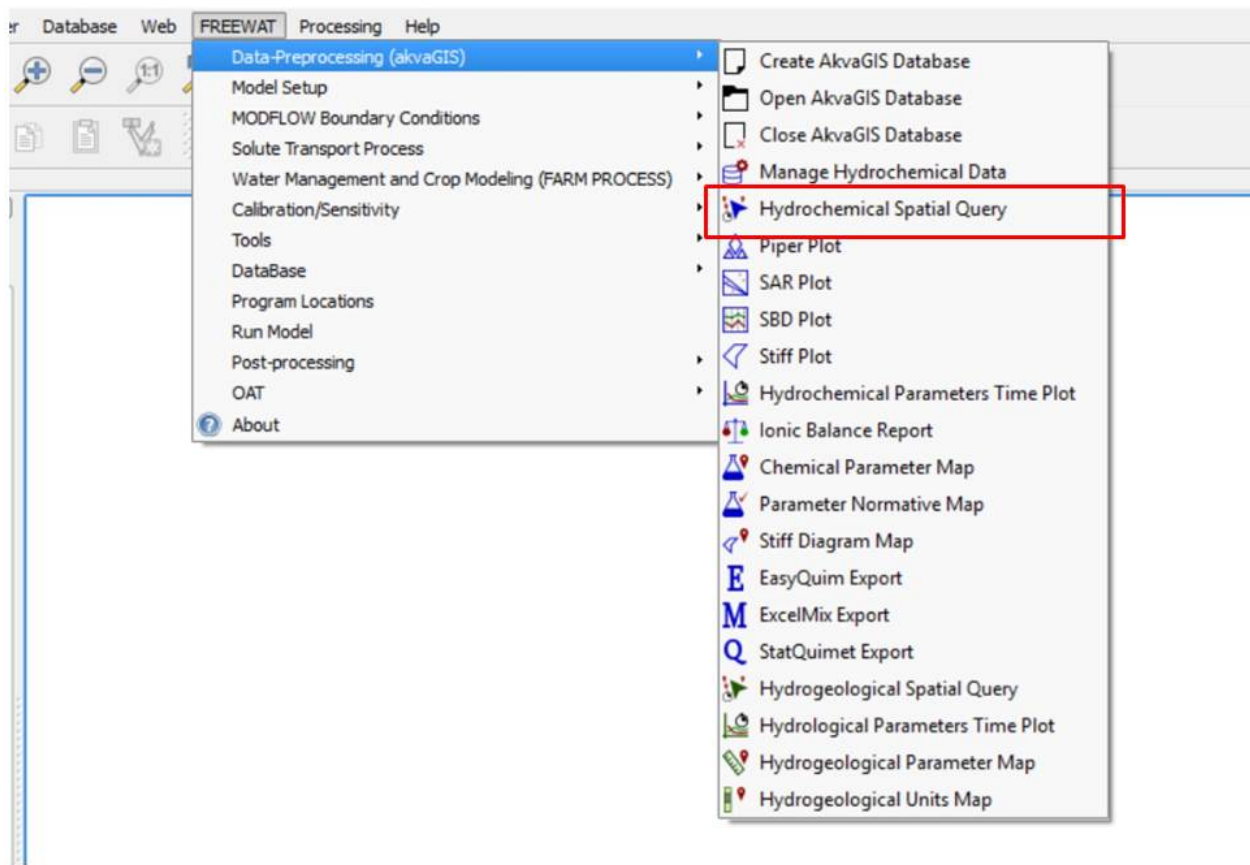 Database Web FREEWAT Processing Help
1:1
Data-Preprocessing (akvaGIS)
Model Setup
MODFLOW Boundary Conditions
Solute Transport Process
Water Management and Crop Modeling (FARM PROCESS)
Calibration/Sensitivity
Tools
DataBase
Program Locations
Run Model
Post-processing
OAT
About
Create AkvaGIS Database
Open AkvaGIS Database
Close AkvaGIS Database
Manage Hydrochemical Data
Hydrochemical Spatial Query
Piper Plot
SAR Plot
SBD Plot
Stiff Plot
Hydrochemical Parameters Time Plot
Ionic Balance Report
Chemical Parameter Map
Parameter Normative Map
Stiff Diagram Map
E EasyQuim Export
M ExcelMix Export
Q StatQuimet Export
Hydrogeological Spatial Query
Hydrological Parameters Time Plot
Hydrogeological Parameter Map
Hydrogeological Units Map